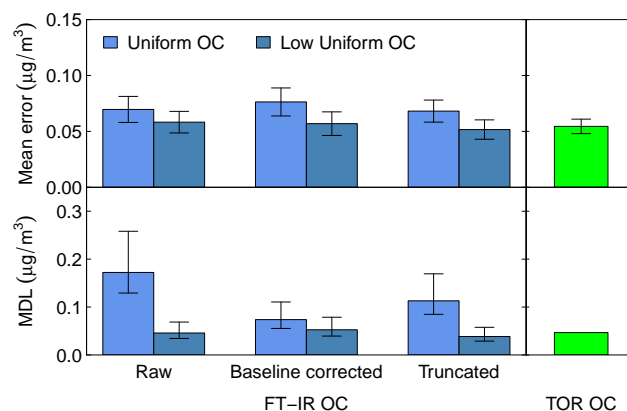 Mean error (μg/m³)
0.15
0.10
0.05
0.00
Uniform OC
Low Uniform OC
MDL (μg/m³)
0.3
0.2
0.1
0.0
Raw
Baseline corrected
Truncated
FT−IR OC
TOR OC